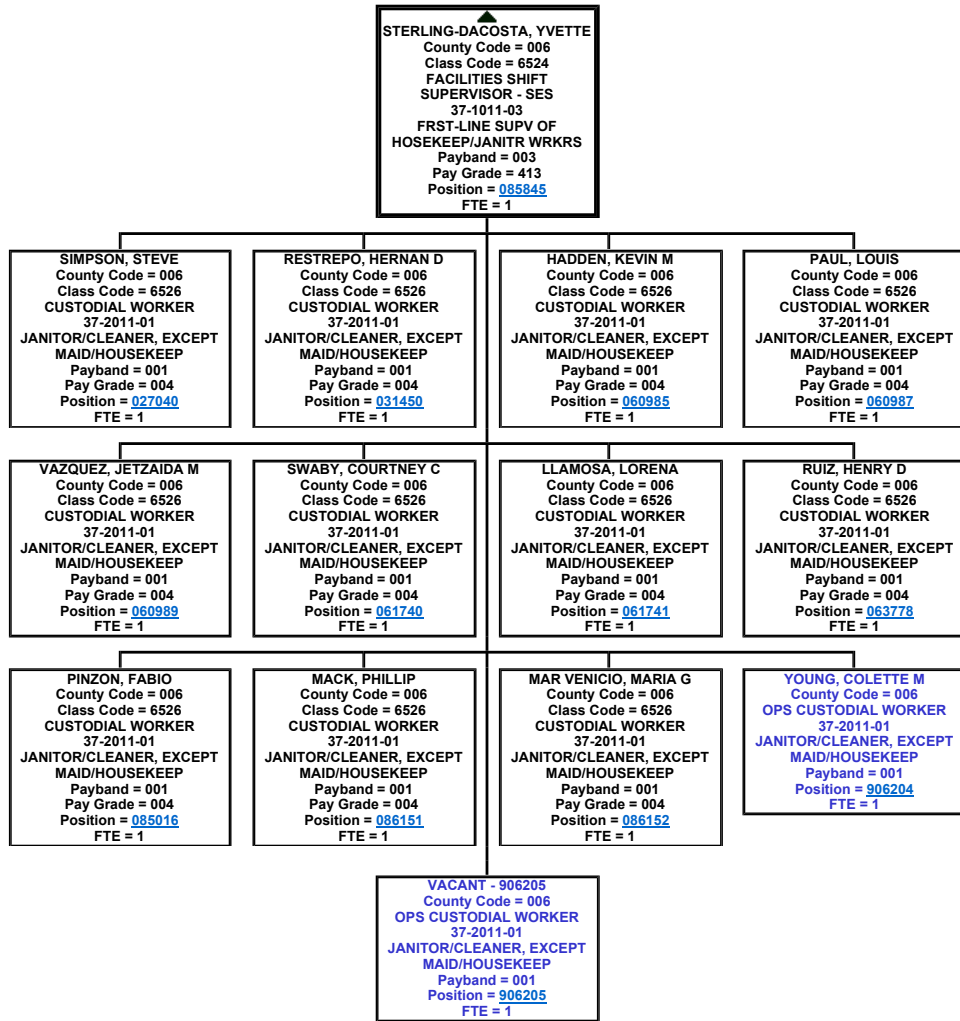 STERLING-DACOSTA, YVETTE
County Code = 006
Class Code = 6524
FACILITIES SHIFT
SUPERVISOR - SES
37-1011-03
FRST-LINE SUPV OF
HOSEKEEP/JANITR WRKRS
Payband = 003
Pay Grade = 413
Position = 085845
FTE = 1
SIMPSON, STEVE
County Code = 006
Class Code = 6526
CUSTODIAL WORKER
37-2011-01
JANITOR/CLEANER, EXCEPT
MAID/HOUSEKEEP
Payband = 001
Pay Grade = 004
Position = 027040
FTE = 1
RESTREPO, HERNAN D
County Code = 006
Class Code = 6526
CUSTODIAL WORKER
37-2011-01
JANITOR/CLEANER, EXCEPT
MAID/HOUSEKEEP
Payband = 001
Pay Grade = 004
Position = 031450
FTE = 1
HADDEN, KEVIN M
County Code = 006
Class Code = 6526
CUSTODIAL WORKER
37-2011-01
JANITOR/CLEANER, EXCEPT
MAID/HOUSEKEEP
Payband = 001
Pay Grade = 004
Position = 060985
FTE = 1
PAUL, LOUIS
County Code = 006
Class Code = 6526
CUSTODIAL WORKER
37-2011-01
JANITOR/CLEANER, EXCEPT
MAID/HOUSEKEEP
Payband = 001
Pay Grade = 004
Position = 060987
FTE = 1
VAZQUEZ, JETZAIDA M
County Code = 006
Class Code = 6526
CUSTODIAL WORKER
37-2011-01
JANITOR/CLEANER, EXCEPT
MAID/HOUSEKEEP
Payband = 001
Pay Grade = 004
Position = 060989
FTE = 1
SWABY, COURTNEY C
County Code = 006
Class Code = 6526
CUSTODIAL WORKER
37-2011-01
JANITOR/CLEANER, EXCEPT
MAID/HOUSEKEEP
Payband = 001
Pay Grade = 004
Position = 061740
FTE = 1
LLAMOSA, LORENA
County Code = 006
Class Code = 6526
CUSTODIAL WORKER
37-2011-01
JANITOR/CLEANER, EXCEPT
MAID/HOUSEKEEP
Payband = 001
Pay Grade = 004
Position = 061741
FTE = 1
RUIZ, HENRY D
County Code = 006
Class Code = 6526
CUSTODIAL WORKER
37-2011-01
JANITOR/CLEANER, EXCEPT
MAID/HOUSEKEEP
Payband = 001
Pay Grade = 004
Position = 063778
FTE = 1
PINZON, FABIO
County Code = 006
Class Code = 6526
CUSTODIAL WORKER
37-2011-01
JANITOR/CLEANER, EXCEPT
MAID/HOUSEKEEP
Payband = 001
Pay Grade = 004
Position = 085016
FTE = 1
MACK, PHILLIP
County Code = 006
Class Code = 6526
CUSTODIAL WORKER
37-2011-01
JANITOR/CLEANER, EXCEPT
MAID/HOUSEKEEP
Payband = 001
Pay Grade = 004
Position = 086151
FTE = 1
MAR VENICIO, MARIA G
County Code = 006
Class Code = 6526
CUSTODIAL WORKER
37-2011-01
JANITOR/CLEANER, EXCEPT
MAID/HOUSEKEEP
Payband = 001
Pay Grade = 004
Position = 086152
FTE = 1
YOUNG, COLETTE M
County Code = 006
OPS CUSTODIAL WORKER
37-2011-01
JANITOR/CLEANER, EXCEPT
MAID/HOUSEKEEP
Payband = 001
Position = 906204
FTE = 1
VACANT - 906205
County Code = 006
OPS CUSTODIAL WORKER
37-2011-01
JANITOR/CLEANER, EXCEPT
MAID/HOUSEKEEP
Payband = 001
Position = 906205
FTE = 1